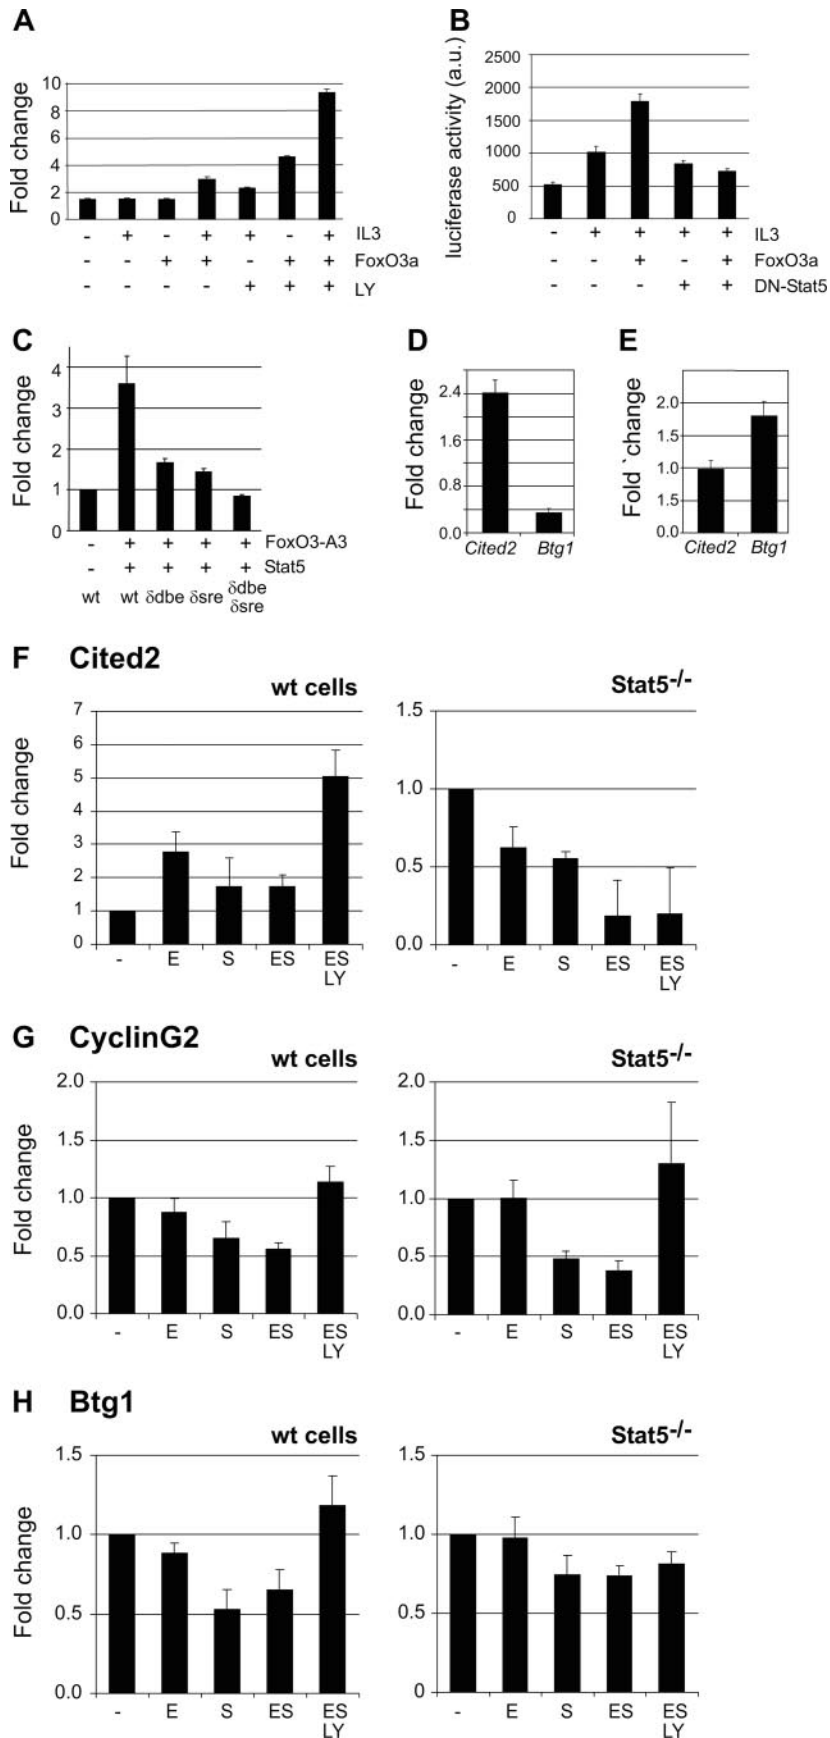 A
Fold change
10
8
6
4
2
0
- + - + + - + IL3
- - + + - + + FoxO3a
- - - - + + + LY
B
luciferase activity (a.u.)
2500
2000
1500
1000
500
0
- + + + + IL3
- - + - + FoxO3a
- - - + + DN-Stat5
C
Fold change
4
3
2
1
0
- + + + + FoxO3-A3
- + + + + Stat5
wt wt δdbe δsre δdbe
δsre
D
Fold change
2.4
1.6
0.8
0.0
Cited2 Btg1
E
Fold `change
2.0
1.5
1.0
1.5
0.0
Cited2 Btg1
F Cited2
wt cells
Fold change
7
6
5
4
3
2
1
0
- E S ES ES
LY
Stat5-/-
1.5
1.0
0.5
0.0
- E S ES ES
LY
G CyclinG2
wt cells
Fold change
2.0
1.5
1.0
0.5
0.0
- E S ES ES
LY
Stat5-/-
2.0
1.5
1.0
0.5
0.0
- E S ES ES
LY
H Btg1
wt cells
Fold change
1.5
1.0
0.5
0.0
- E S ES ES
LY
Stat5-/-
1.5
1.0
0.5
0
- E S ES ES
LY